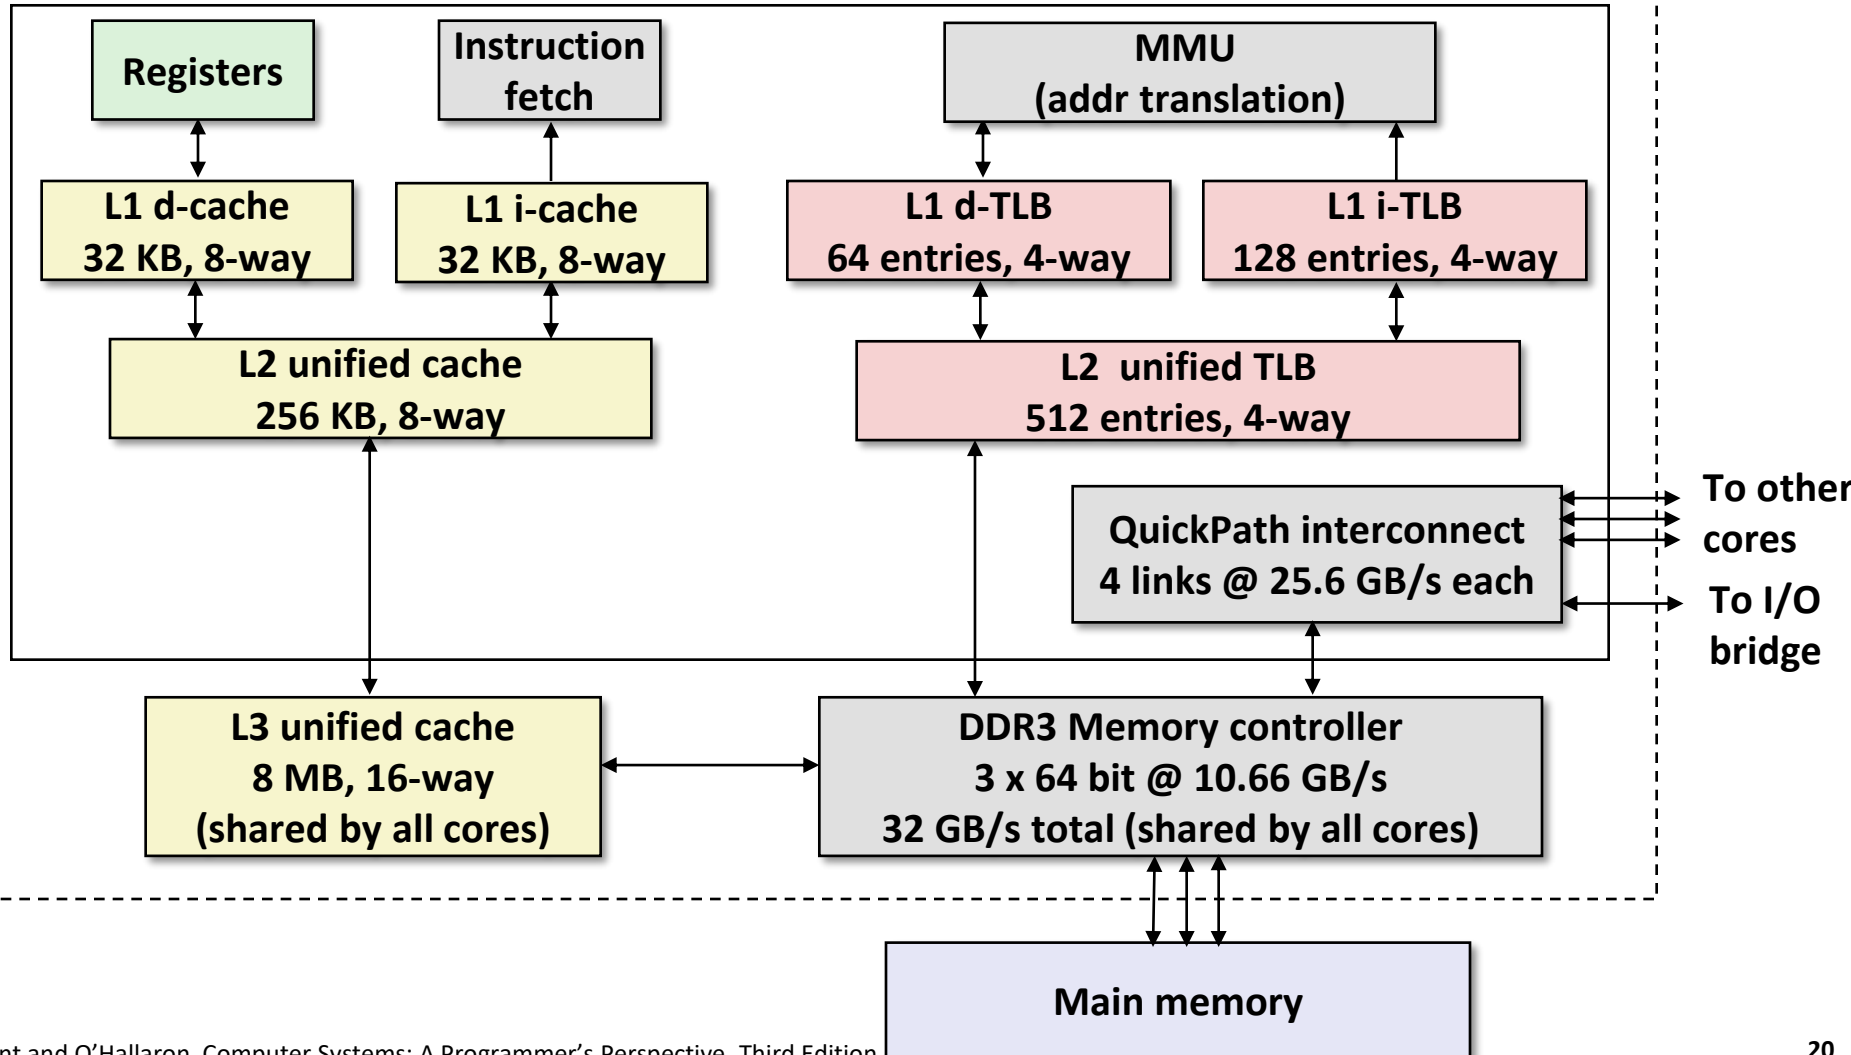 Registers
Instruction
fetch
MMU
(addr translation)
L1 d-cache
32 KB, 8-way
L1 i-cache
32 KB, 8-way
L1 d-TLB
64 entries, 4-way
L1 i-TLB
128 entries, 4-way
L2 unified cache
256 KB, 8-way
L2  unified TLB
512 entries, 4-way
QuickPath interconnect
4 links @ 25.6 GB/s each
To other
cores
To I/O
bridge
L3 unified cache
8 MB, 16-way
(shared by all cores)
DDR3 Memory controller
3 x 64 bit @ 10.66 GB/s
32 GB/s total (shared by all cores)
Main memory
nt and O'Hallaron, Computer Systems: A Programmer's Perspective, Third Edition
20